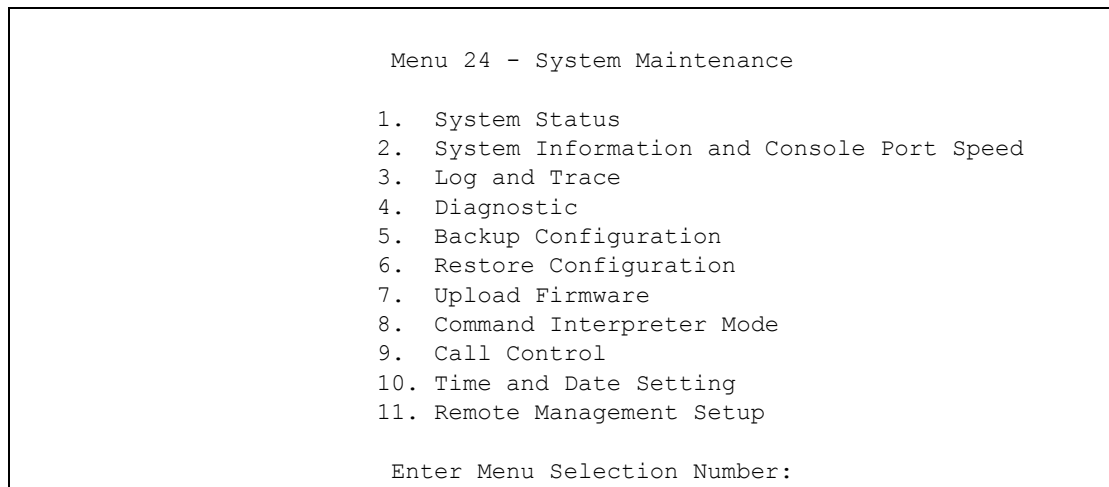 Menu 24 - System Maintenance
1. System Status
2. System Information and Console Port Speed
3. Log and Trace
4. Diagnostic
5. Backup Configuration
6. Restore Configuration
7. Upload Firmware
8. Command Interpreter Mode
9. Call Control
10. Time and Date Setting
11. Remote Management Setup
Enter Menu Selection Number: